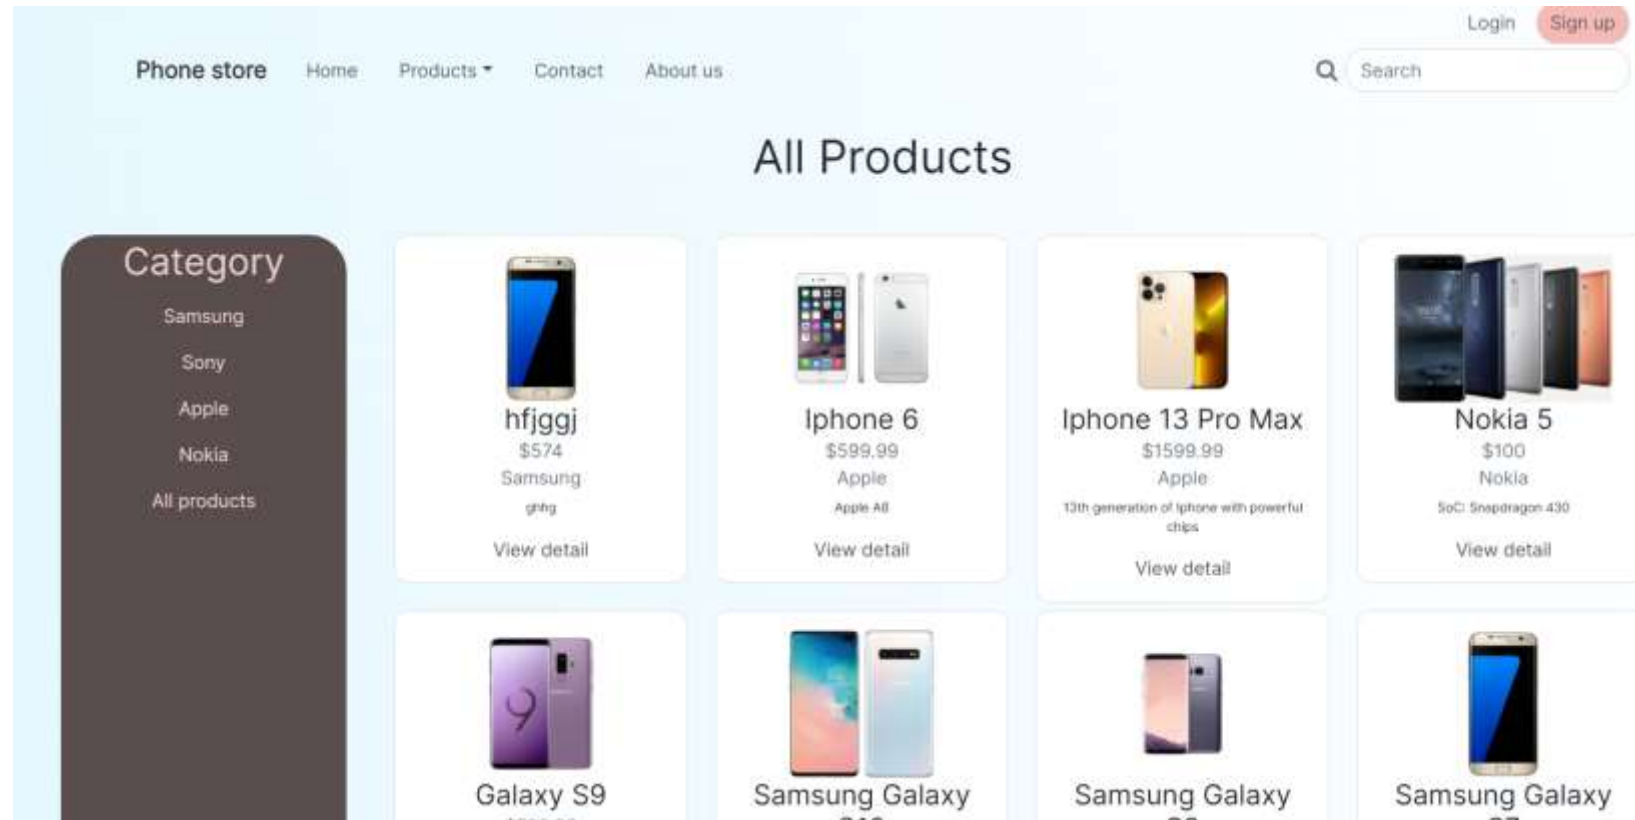 Login Sign up
Phone store Home Products Contact About us Search
All Products
Category
Samsung
Sony
Apple
Nokia
All products
hfjggj
$574
Samsung
ghhg
View detail
Iphone 6
$599.99
Apple
Apple A8
View detail
Iphone 13 Pro Max
$1599.99
Apple
13th generation of Iphone with powerful
chips
View detail
Nokia 5
$100
Nokia
SoC: Snapdragon 430
View detail
9
Galaxy S9
Samsung Galaxy
Samsung Galaxy
Samsung Galaxy